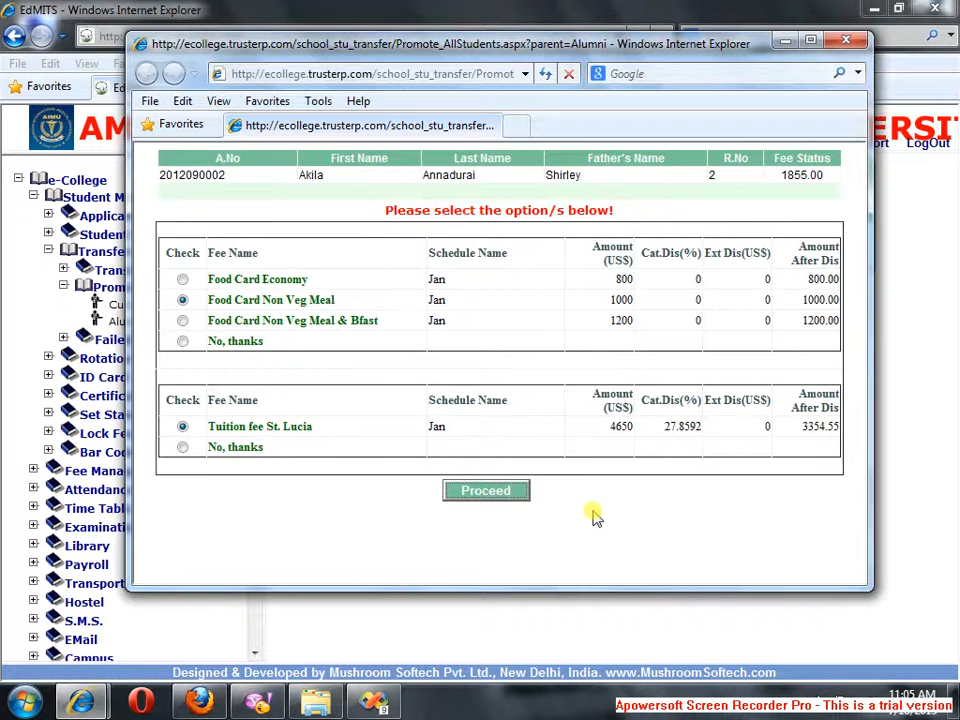 EdMITS - Windows Internet Explorer
http://ecollege.trusterp.com/school_stu_transfer/Promote_AllStudents.aspx?parent=Alumni - Windows Internet Explorer
http://ecollege.trusterp.com/school_stu_transfer/Promot
Google
File Edit View
File Edit View Favorites Tools Help
Favorites
Favorites
http://ecollege.trusterp.com/school_stu_transfer...
AIMU
LogOut
e-College
Student M
Applica
Student
Transfe
Tran
Prom
Cu
Alu
Faile
Rotatio
ID Card
Certific
Set Sta
Lock Fe
Bar Co
Fee Mana
Attendanc
Time Tabl
Examinati
Library
Payroll
Transport
Hostel
S.M.S.
EMail
Campus
A.No First Name Last Name Father's Name R.No Fee Status
2012090002 Akila Annadurai Shirley 2 1855.00
Please select the option/s below!
Check Fee Name Schedule Name Amount (US$) Cat.Dis(%) Ext Dis(US$) Amount After Dis
Food Card Economy Jan 800 0 0 800.00
Food Card Non Veg Meal Jan 1000 0 0 1000.00
Food Card Non Veg Meal & Bfast Jan 1200 0 0 1200.00
No, thanks
Check Fee Name Schedule Name Amount (US$) Cat.Dis(%) Ext Dis(US$) Amount After Dis
Tuition fee St. Lucia Jan 4650 27.8592 0 3354.55
No, thanks
Proceed
Designed & Developed by Mushroom Softech Pvt. Ltd., New Delhi, India. www.MushroomSoftech.com
9
11:05 AM
Apowersoft Screen Recorder Pro - This is a trial version